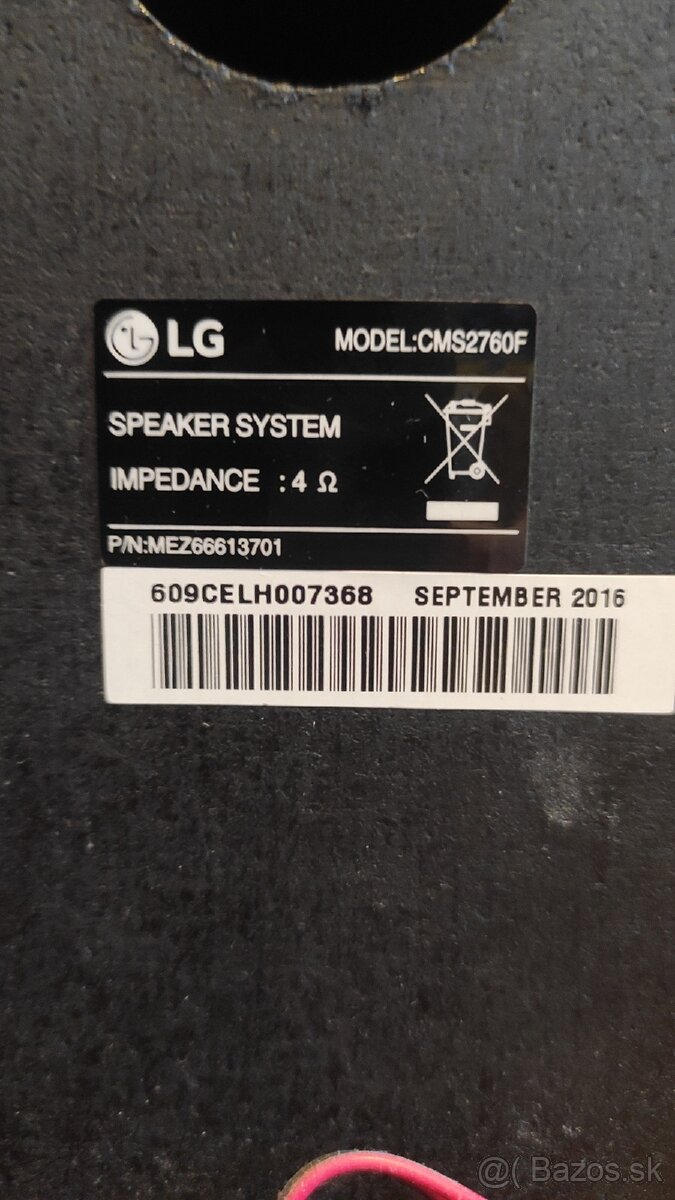 LG MODEL:CMS2760F
SPEAKER SYSTEM
IMPEDANCE :4 Ω
P/N:MEZ66613701
609CELH007368 SEPTEMBER 2016
@( Bazos.sk